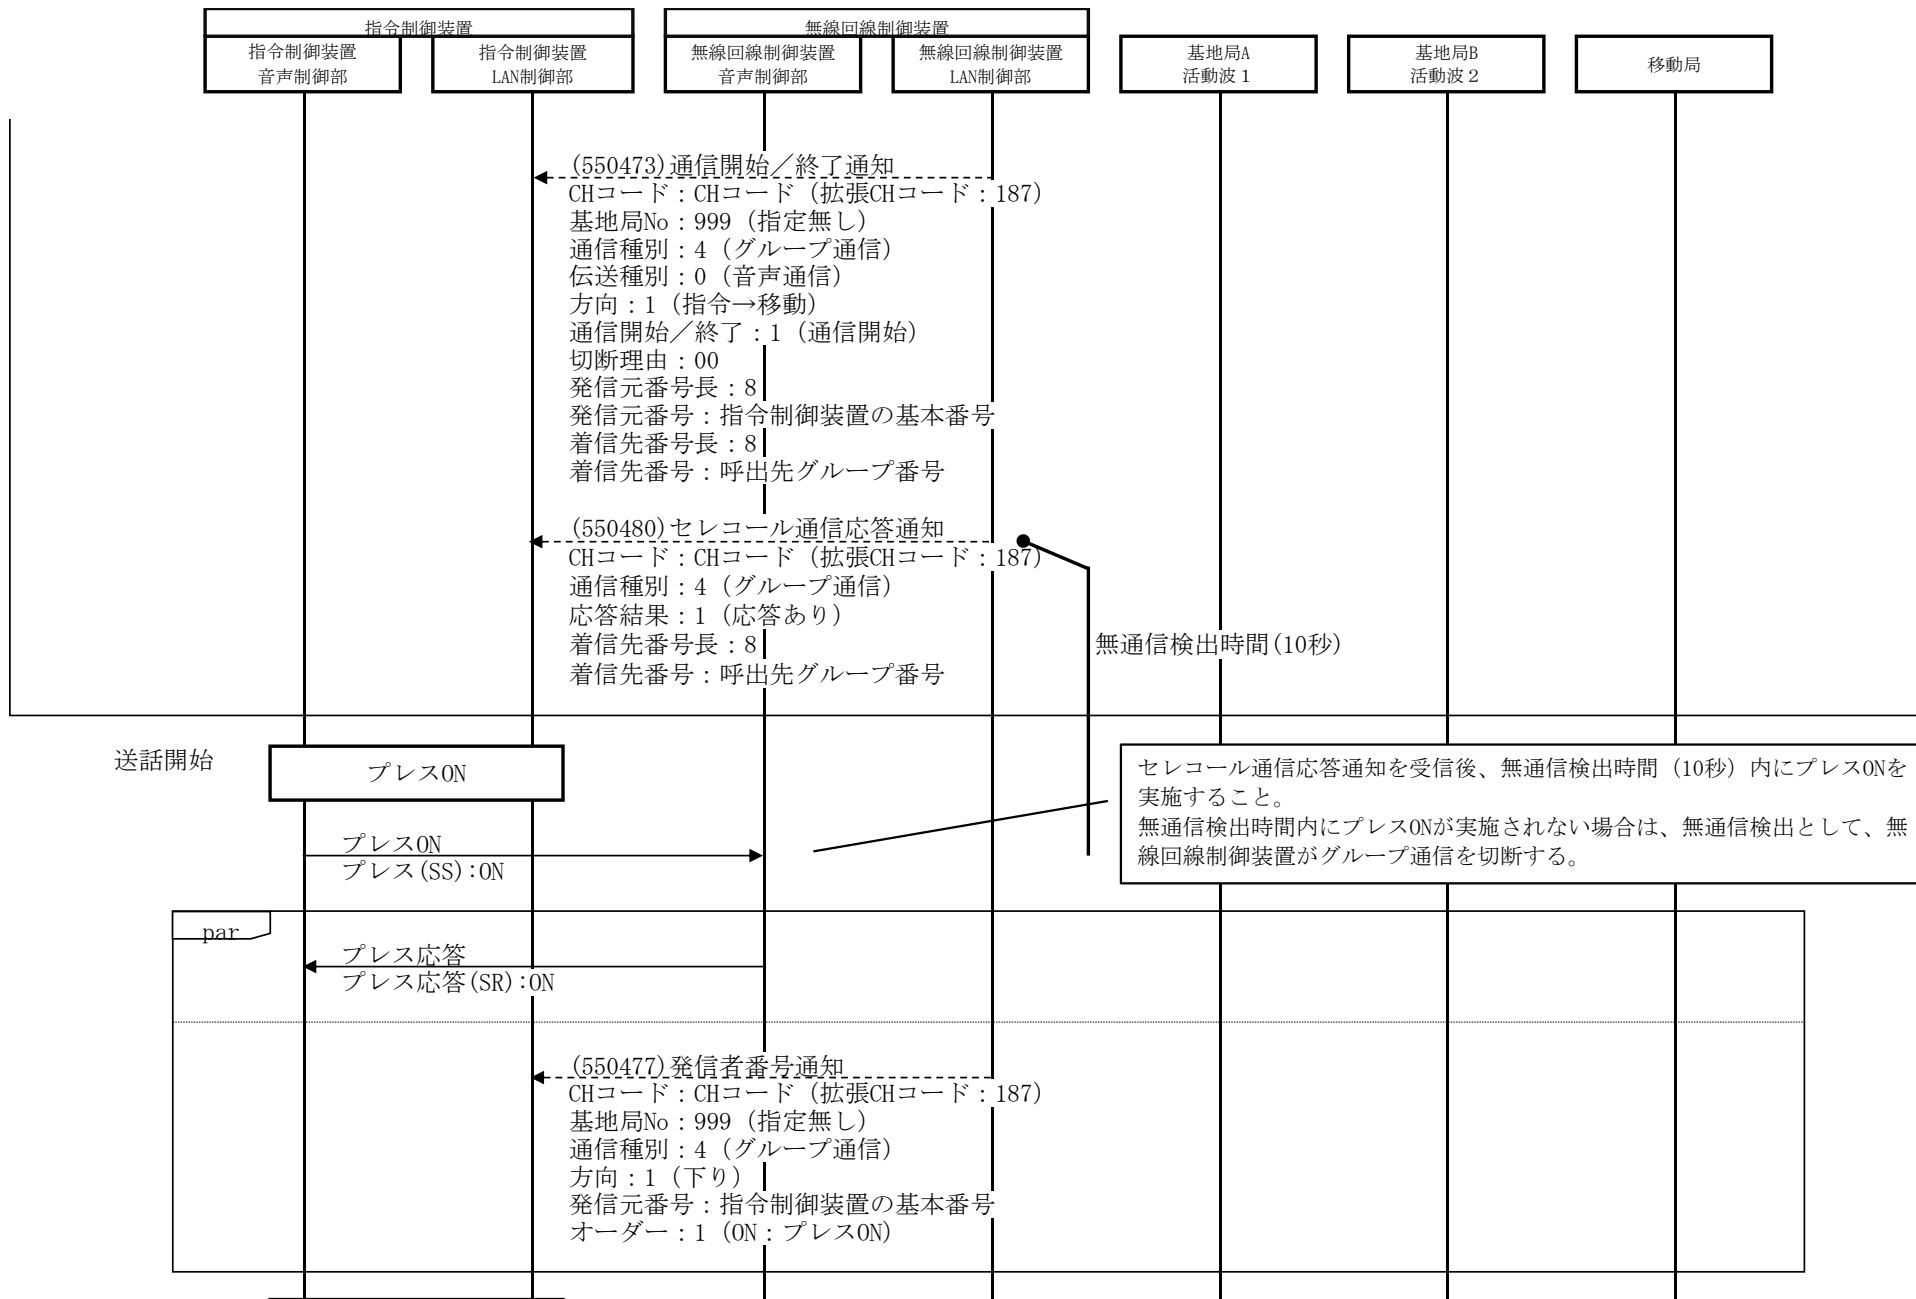 指令制御装置
無線回線制御装置
指令制御装置
音声制御部
指令制御装置
LAN制御部
無線回線制御装置
音声制御部
無線回線制御装置
LAN制御部
基地局A
活動波1
基地局B
活動波2
移動局
(550473)通信開始／終了通知
CHコード：CHコード（拡張CHコード：187）
基地局No：999（指定無し）
通信種別：4（グループ通信）
伝送種別：0（音声通信）
方向：1（指令→移動）
通信開始／終了：1（通信開始）
切断理由：00
発信元番号長：8
発信元番号：指令制御装置の基本番号
着信先番号長：8
着信先番号：呼出先グループ番号
(550480)セレコール通信応答通知
CHコード：CHコード（拡張CHコード：187）
通信種別：4（グループ通信）
応答結果：1（応答あり）
着信先番号長：8
着信先番号：呼出先グループ番号
無通信検出時間(10秒)
送話開始
プレスON
セレコール通信応答通知を受信後、無通信検出時間（10秒）内にプレスONを
実施すること。
無通信検出時間内にプレスONが実施されない場合は、無通信検出として、無
線回線制御装置がグループ通信を切断する。
プレスON
プレス(SS):ON
par
プレス応答
プレス応答(SR):ON
(550477)発信者番号通知
CHコード：CHコード（拡張CHコード：187）
基地局No：999（指定無し）
通信種別：4（グループ通信）
方向：1（下り）
発信元番号：指令制御装置の基本番号
オーダー：1（ON：プレスON）